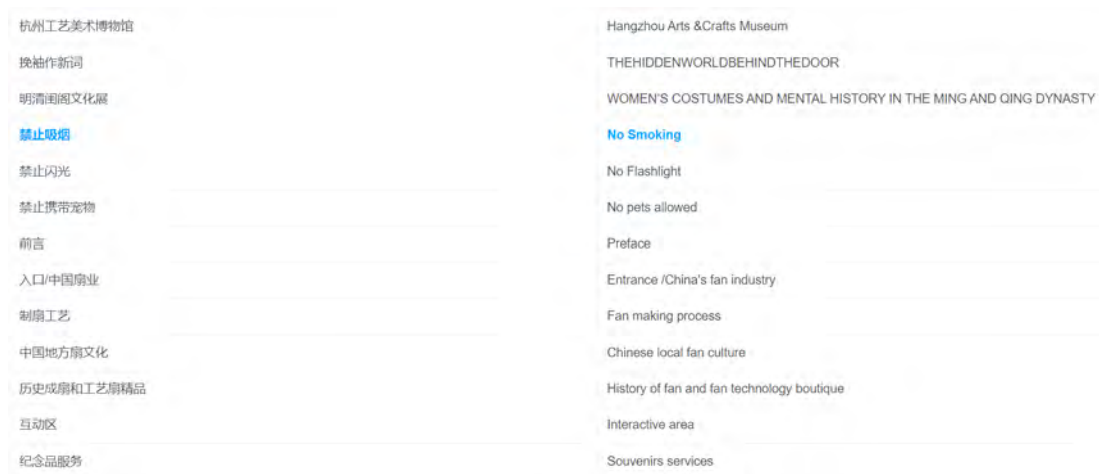 杭州工艺美术博物馆 Hangzhou Arts &Crafts Museum
挽袖作新词 THEHIDDENWORLDBEHINDTHEDOOR
明清闺阁文化展 WOMEN'S COSTUMES AND MENTAL HISTORY IN THE MING AND QING DYNASTY
禁止吸烟 No Smoking
禁止闪光 No Flashlight
禁止携带宠物 No pets allowed
前言 Preface
入口/中国扇业 Entrance /China's fan industry
制扇工艺 Fan making process
中国地方扇文化 Chinese local fan culture
历史成扇和工艺扇精品 History of fan and fan technology boutique
互动区 Interactive area
纪念品服务 Souvenirs services